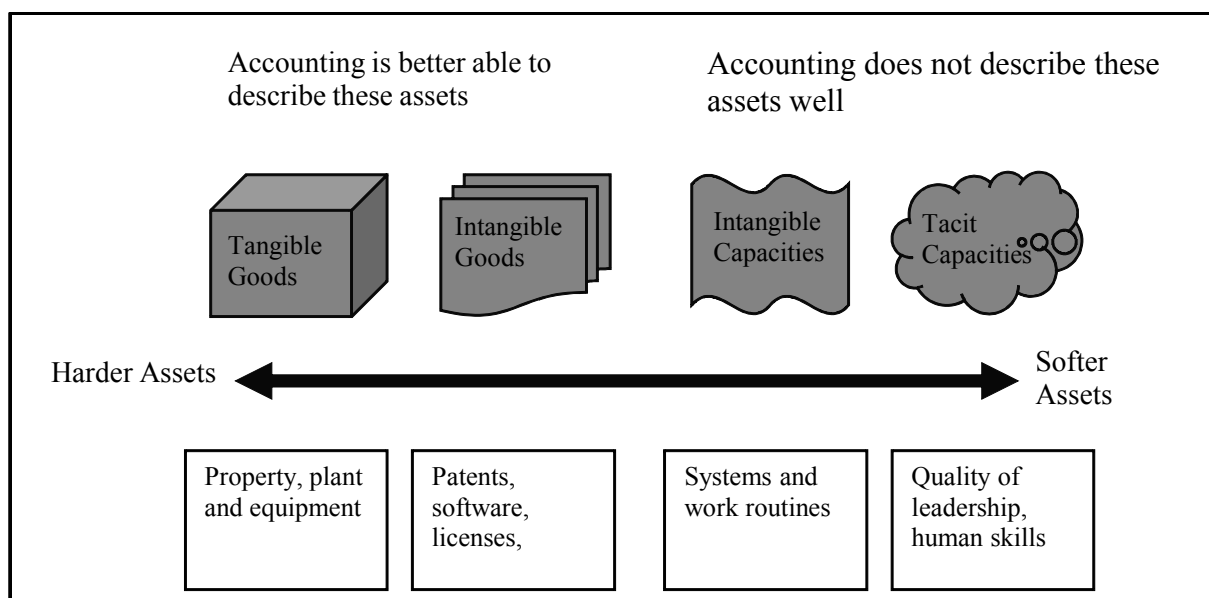 Accounting is better able to
describe these assets
Accounting does not describe these
assets well
Tangible
Goods
Intangible
Goods
Intangible
Capacities
Tacit
Capacities
Harder Assets
Softer
Assets
Property, plant
and equipment
Patents,
software,
licenses,
Systems and
work routines
Quality of
leadership,
human skills